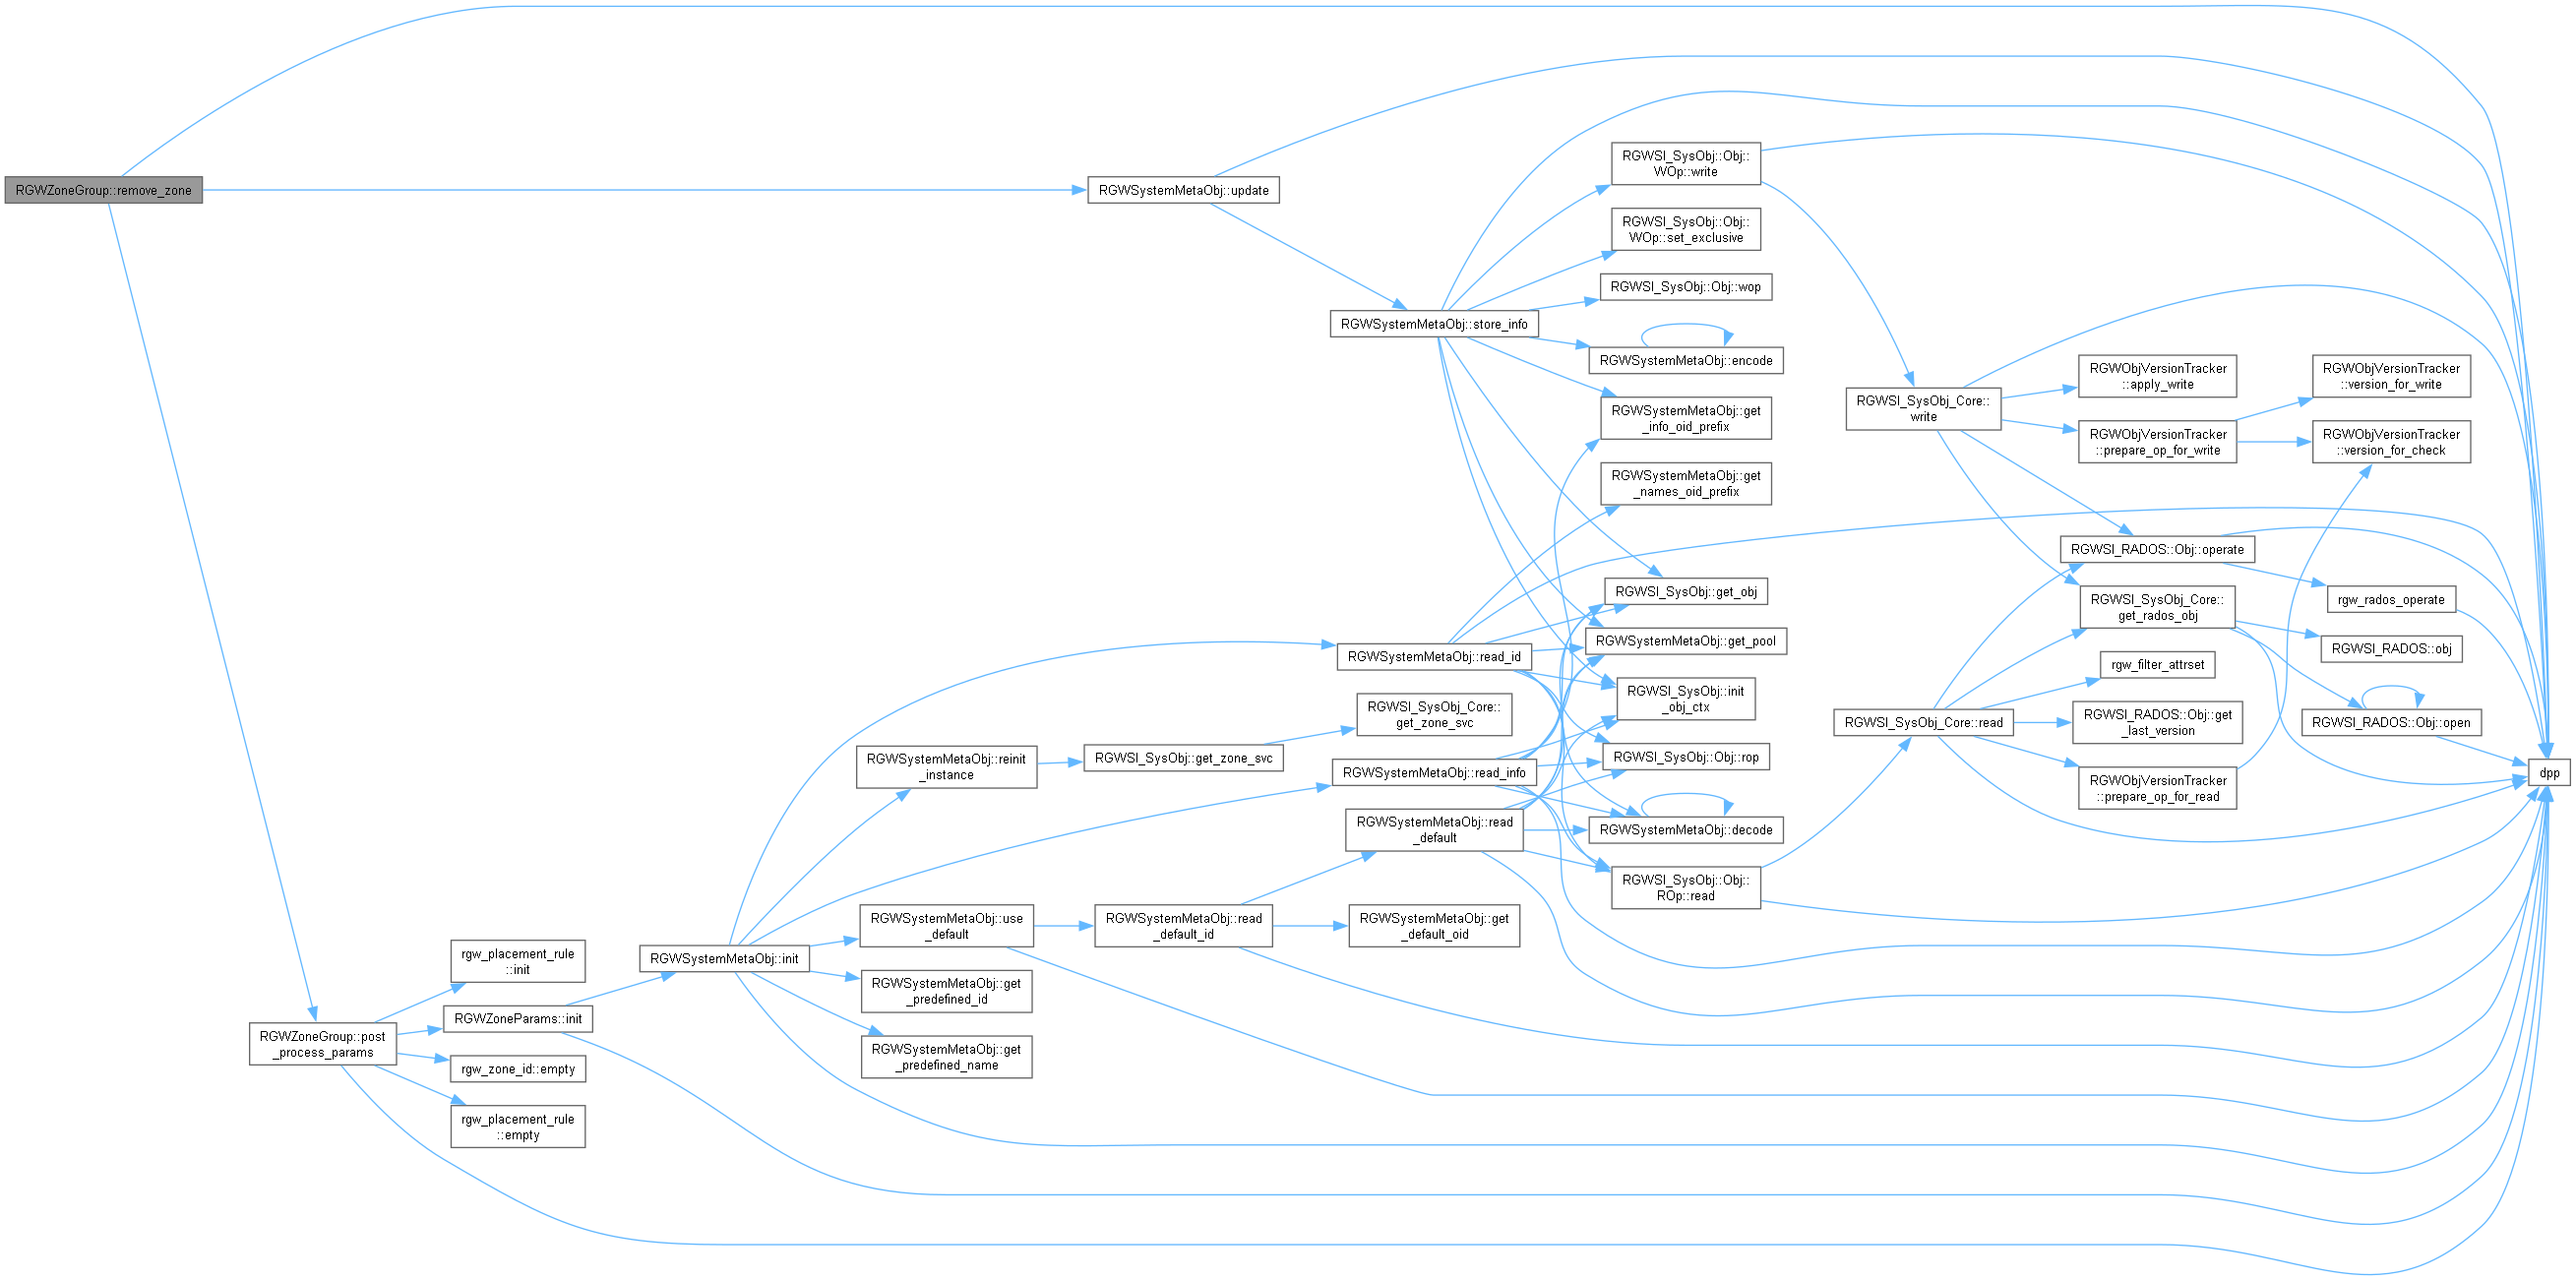 RGWZoneGroup::remove_zone
RGWZoneGroup::post
_process_params
rgw_placement_rule
::init
RGWZoneParams::init
rgw_zone_id::empty
rgw_placement_rule
::empty
RGWSystemMetaObj::init
RGWSystemMetaObj::reinit
_instance
RGWSystemMetaObj::use
_default
RGWSystemMetaObj::get
_predefined_id
RGWSystemMetaObj::get
_predefined_name
RGWSystemMetaObj::update
RGWSI_SysObj::get_zone_svc
RGWSystemMetaObj::read
_default_id
RGWSystemMetaObj::store_info
RGWSystemMetaObj::read_id
RGWSI_SysObj_Core::
get_zone_svc
RGWSystemMetaObj::read_info
RGWSystemMetaObj::read
_default
RGWSystemMetaObj::get
_default_oid
RGWSI_SysObj::Obj::
WOp::write
RGWSI_SysObj::Obj::
WOp::set_exclusive
RGWSI_SysObj::Obj::wop
RGWSystemMetaObj::encode
RGWSystemMetaObj::get
_info_oid_prefix
RGWSystemMetaObj::get
_names_oid_prefix
RGWSI_SysObj::get_obj
RGWSystemMetaObj::get_pool
RGWSI_SysObj::init
_obj_ctx
RGWSI_SysObj::Obj::rop
RGWSystemMetaObj::decode
RGWSI_SysObj::Obj::
ROp::read
RGWSI_SysObj_Core::
write
RGWSI_SysObj_Core::read
RGWObjVersionTracker
::apply_write
RGWObjVersionTracker
::prepare_op_for_write
RGWSI_RADOS::Obj::operate
RGWSI_SysObj_Core::
get_rados_obj
rgw_filter_attrset
RGWSI_RADOS::Obj::get
_last_version
RGWObjVersionTracker
::prepare_op_for_read
RGWObjVersionTracker
::version_for_write
RGWObjVersionTracker
::version_for_check
rgw_rados_operate
RGWSI_RADOS::obj
RGWSI_RADOS::Obj::open
dpp